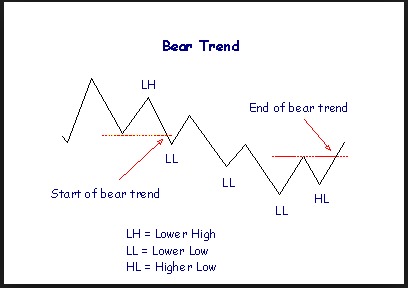 Bear Trend
LH
End of bear trend
LL
LL
Start of bear trend
HL
LL
LH = Lower High
LL = Lower Low
HL = Higher Low